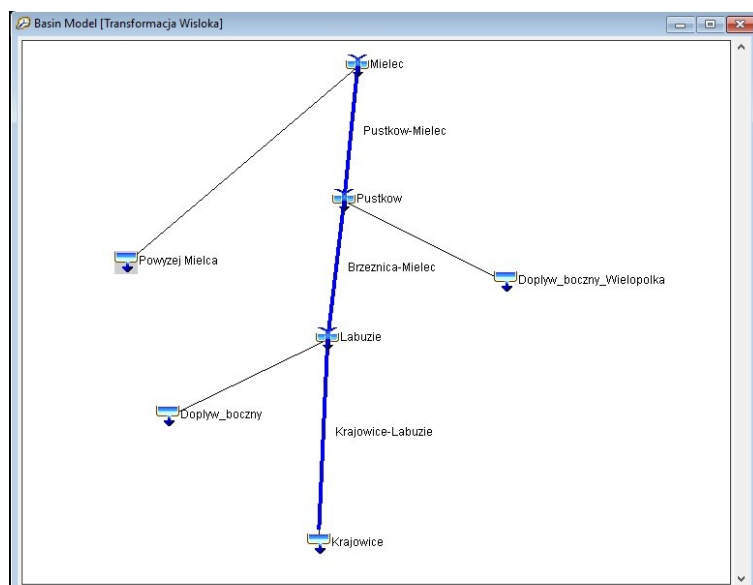 Basin Model [Transformacja Wisloka]
Mielec
Pustkow-Mielec
Pustkow
Powyzej Mielca
Brzeznica-Mielec
Doplyw_boczny_Wielopolka
Labuzie
Doplyw_boczny
Krajowice-Labuzie
Krajowice